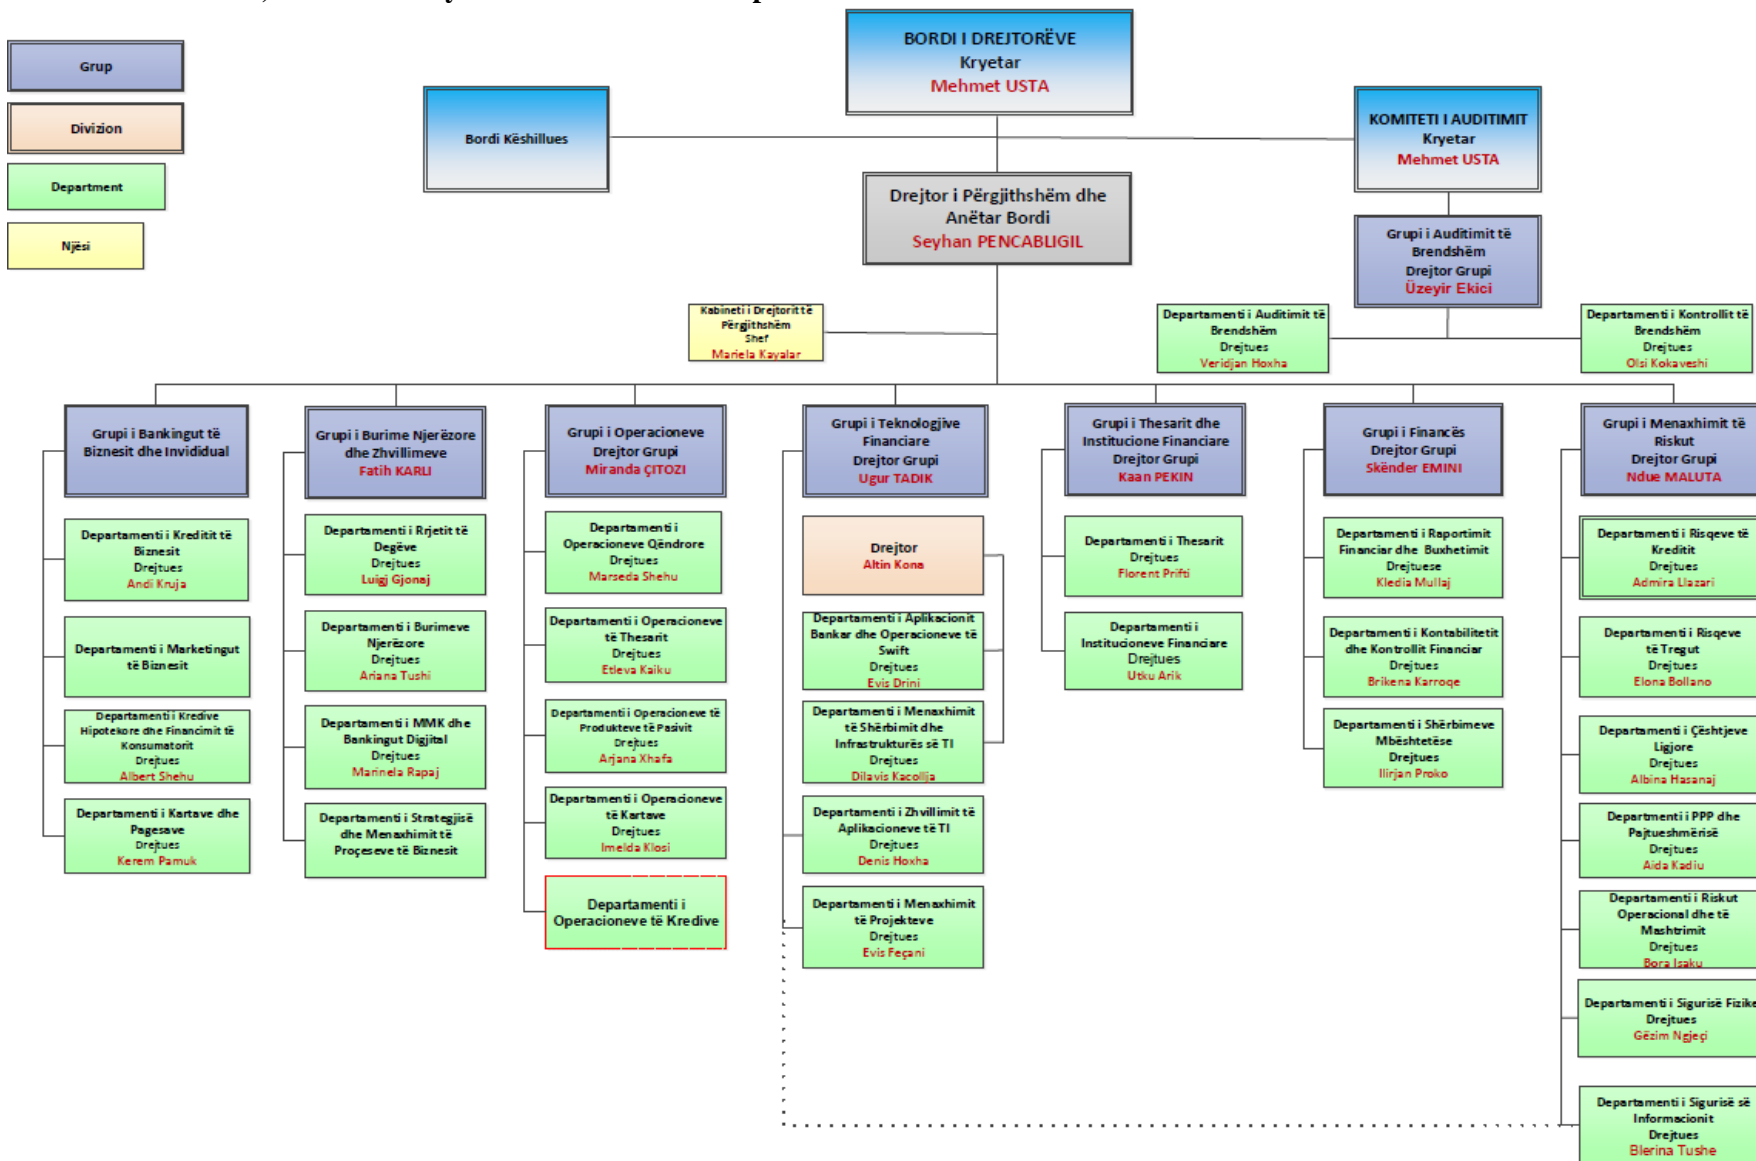 Grup
Divizion
Department
Njësi
BORDI I DREJTORËVE
Kryetar
Mehmet USTA
Bordi Këshillues
KOMITETI I AUDITIMIT
Kryetar
Mehmet USTA
Drejtor i Përgjithshëm dhe
Anëtar Bordi
Seyhan PENCABLIGIL
Grupi i Auditimit të
Brendshëm
Drejtor Grupi
Üzeyir Ekici
Kabineti i Drejtorit të
Përgjithshëm
Shef
Mariela Kayalar
Departamenti i Auditimit të
Brendshëm
Drejtues
Veridjan Hoxha
Departamenti i Kontrollit të
Brendshëm
Drejtues
Olsi Kokaveshi
Grupi i Bankingut të
Biznesit dhe Invididual
Departamenti i Kreditit të
Biznesit
Drejtues
Andi Kruja
Departamenti i Marketingut
të Biznesit
Departamenti i Kredive
Hipotekore dhe Financimit të
Konsumatorit
Drejtues
Albert Shehu
Departamenti i Kartave dhe
Pagesave
Drejtues
Kerem Pamuk
Grupi i Burime Njerëzore
dhe Zhvillimeve
Fatih KARLI
Departamenti i Rrjetit të
Degëve
Drejtues
Luigj Gjonaj
Departamenti i Burimeve
Njerëzore
Drejtues
Ariana Tushi
Departamenti i MMK dhe
Bankingut Digjital
Drejtues
Marinela Rapaj
Departamenti i Strategjisë
dhe Menaxhimit të
Proçeseve të Biznesit
Grupi i Operacioneve
Drejtor Grupi
Miranda ÇITOZI
Departamenti i
Operacioneve Qëndrore
Drejtues
Marseda Shehu
Departamenti i Operacioneve
të Thesarit
Drejtues
Etleva Kaiku
Departamenti i Operacioneve të
Produkteve të Pasivit
Drejtues
Arjana Xhafa
Departamenti i Operacioneve
të Kartave
Drejtues
Imelda Klosi
Departamenti i
Operacioneve të Kredive
Grupi i Teknologjive
Financiare
Drejtor Grupi
Ugur TADIK
Drejtor
Altin Kona
Departamenti i Aplikacionit
Bankar dhe Operacioneve të
Swift
Drejtues
Evis Drini
Departamenti i Menaxhimit
të Shërbimit dhe
Infrastrukturës së TI
Drejtues
Dilavis Kacollja
Departamenti i Zhvillimit të
Aplikacioneve të TI
Drejtues
Denis Hoxha
Departamenti i Menaxhimit
të Projekteve
Drejtues
Evis Feçani
Grupi i Thesarit dhe
Institucione Financiare
Drejtor Grupi
Kaan PEKIN
Departamenti i Thesarit
Drejtues
Florent Prifti
Departamenti i
Institucioneve Financiare
Drejtues
Utku Arik
Grupi i Financës
Drejtor Grupi
Skënder EMINI
Departamenti i Raportimit
Financiar dhe Buxhetimit
Drejtuese
Kledia Mullaj
Departamenti i Kontabilitetit
dhe Kontrollit Financiar
Drejtues
Brikena Karroqe
Departamenti i Shërbimeve
Mbështetëse
Drejtues
Ilirjan Proko
Grupi i Menaxhimit të
Riskut
Drejtor Grupi
Ndue MALUTA
Departamenti i Risqeve të
Kreditit
Drejtues
Admira Llazari
Departamenti i Risqeve
të Tregut
Drejtues
Elona Bollano
Departamenti i Çështjeve
Ligjore
Drejtues
Albina Hasanaj
Departmenti i PPP dhe
Pajtueshmërisë
Drejtues
Aida Kadiu
Departamenti i Riskut
Operacional dhe të
Mashtrimit
Drejtues
Bora Isaku
Departamenti i Sigurisë Fizike
Drejtues
Gëzim Ngjeçi
Departamenti i Sigurisë së
Informacionit
Drejtues
Blerina Tushe